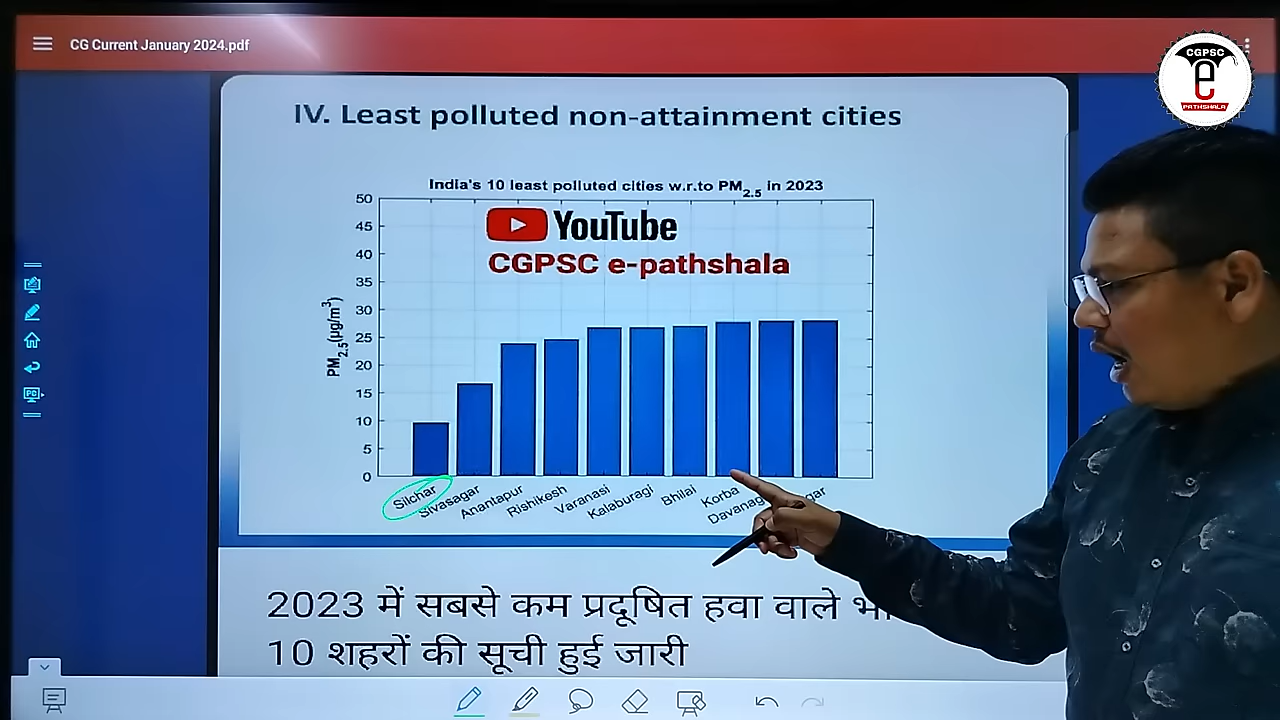 CG Current January 2024.pdf
CGPSC
e
PATHSHALA
IV. Least polluted non-attainment cities
India's 10 least polluted cities w.r.to PM2.5 in 2023
YouTube
CGPSC e-pathshala
PM2.5(µg/m3)
50
45
40
35
30
25
20
15
10
5
0
Silchar
Sivasagar
Anantapur
Rishikesh
Varanasi
Kalaburagi
Bhilai
Korba
PC
2023 में सबसे कम प्रदूषित हवा वाले
10 शहरों की सूची हुई जारी